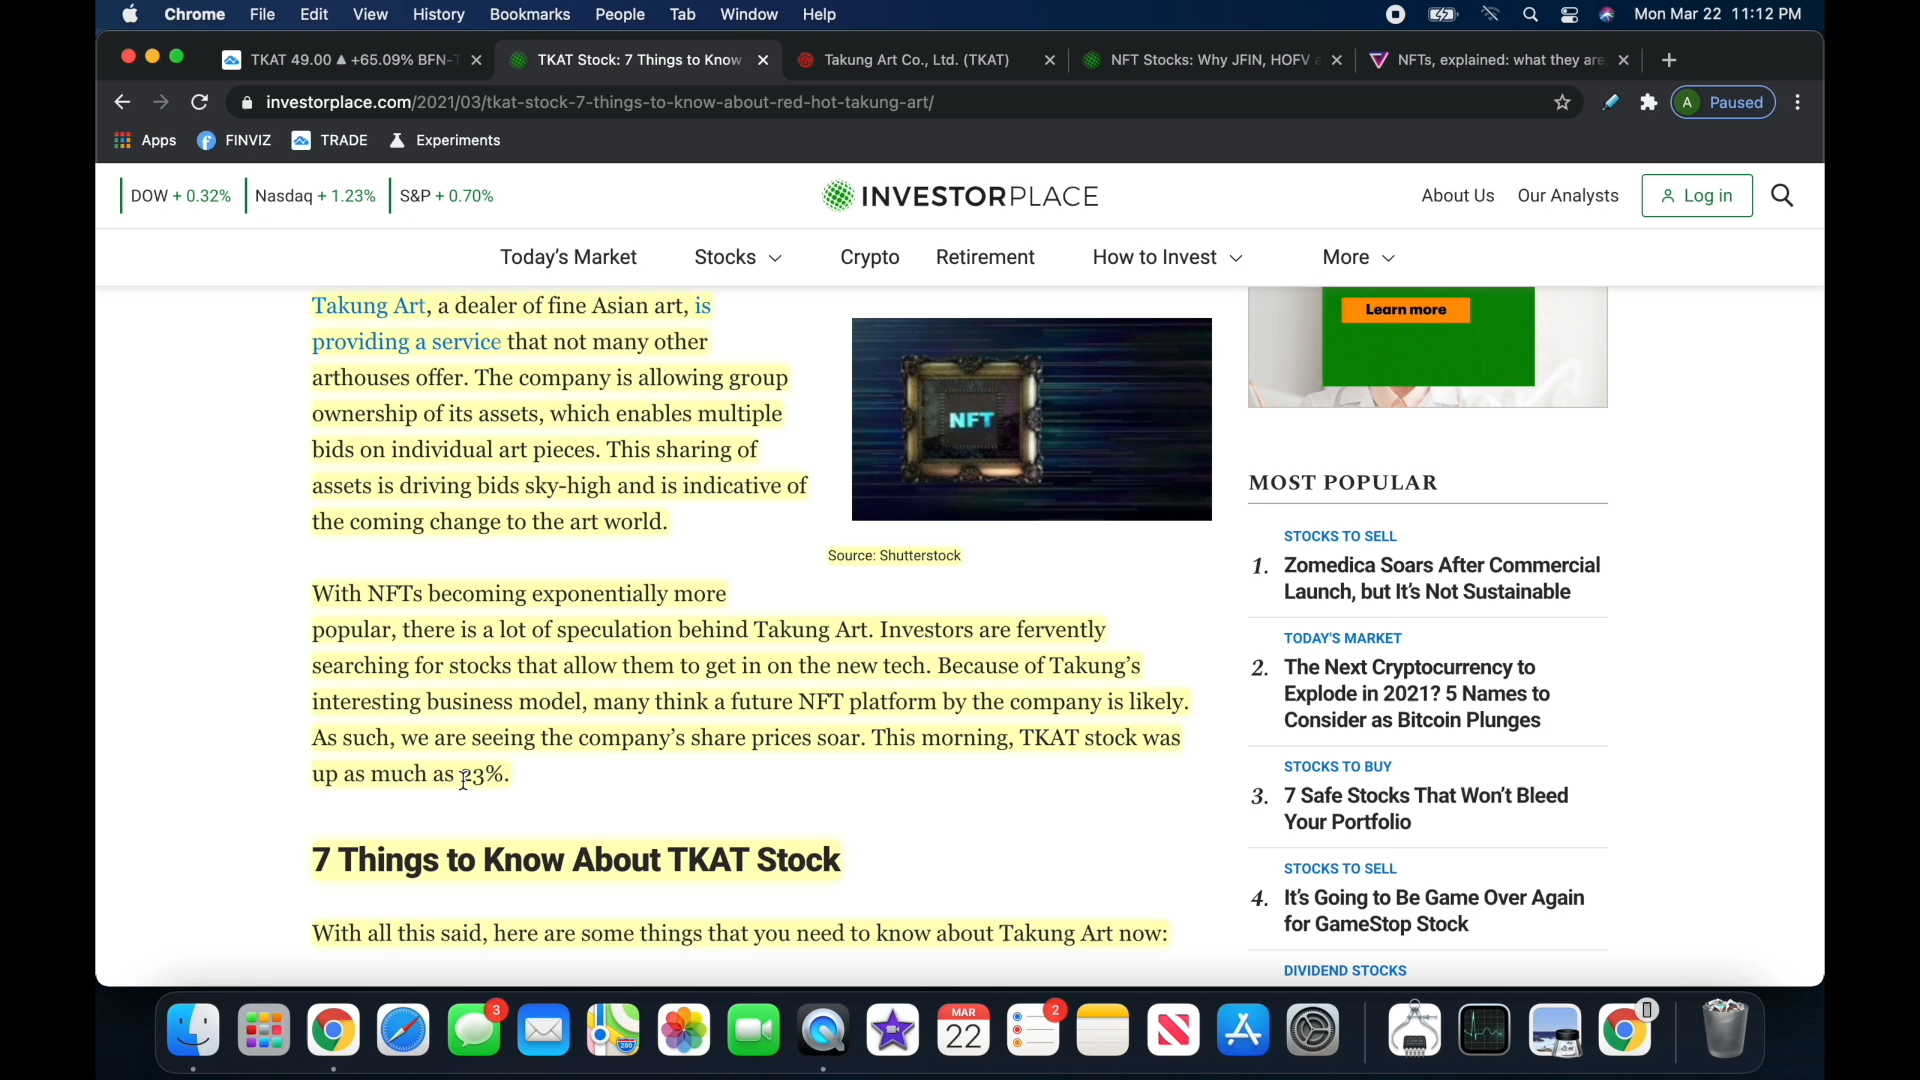 Chrome File Edit View History Bookmarks People Tab Window Help Mon Mar 22 11:12 PM
TKAT 49.00 ▲ +65.09% BFN-T
TKAT Stock: 7 Things to Know
Takung Art Co., Ltd. (TKAT)
NFT Stocks: Why JFIN, HOFV a
NFTs, explained: what they are,
investorplace.com/2021/03/tkat-stock-7-things-to-know-about-red-hot-takung-art/
A Paused
Apps FINVIZ TRADE Experiments
DOW + 0.32% Nasdaq + 1.23% S&P + 0.70%
INVESTORPLACE
About Us Our Analysts Log in
Today's Market Stocks Crypto Retirement How to Invest More
Takung Art, a dealer of fine Asian art, is
providing a service that not many other
arthouses offer. The company is allowing group
ownership of its assets, which enables multiple
bids on individual art pieces. This sharing of
assets is driving bids sky-high and is indicative of
the coming change to the art world.
NFT
Source: Shutterstock
With NFTs becoming exponentially more
popular, there is a lot of speculation behind Takung Art. Investors are fervently
searching for stocks that allow them to get in on the new tech. Because of Takung's
interesting business model, many think a future NFT platform by the company is likely.
As such, we are seeing the company's share prices soar. This morning, TKAT stock was
up as much as 23%.
7 Things to Know About TKAT Stock
With all this said, here are some things that you need to know about Takung Art now:
Learn more
MOST POPULAR
STOCKS TO SELL
1. Zomedica Soars After Commercial
Launch, but It's Not Sustainable
TODAY'S MARKET
2. The Next Cryptocurrency to
Explode in 2021? 5 Names to
Consider as Bitcoin Plunges
STOCKS TO BUY
3. 7 Safe Stocks That Won't Bleed
Your Portfolio
STOCKS TO SELL
4. It's Going to Be Game Over Again
for GameStop Stock
DIVIDEND STOCKS
3
MAR
22
2
280